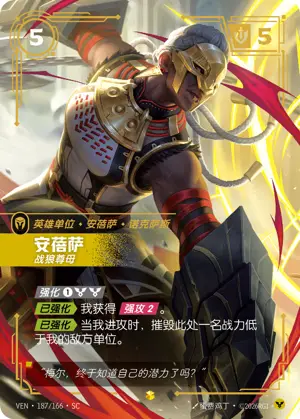 5
5
英雄单位 · 安蓓萨 · 诺克萨斯
安蓓萨
战狼尊母
强化 1
已强化 我获得 强攻 2 。
已强化 当我进攻时，摧毁此处一名战力低
于我的敌方单位。
“梅尔，终于知道自己的潜力了吗？”
VEN · 187/166 · SC
©2026